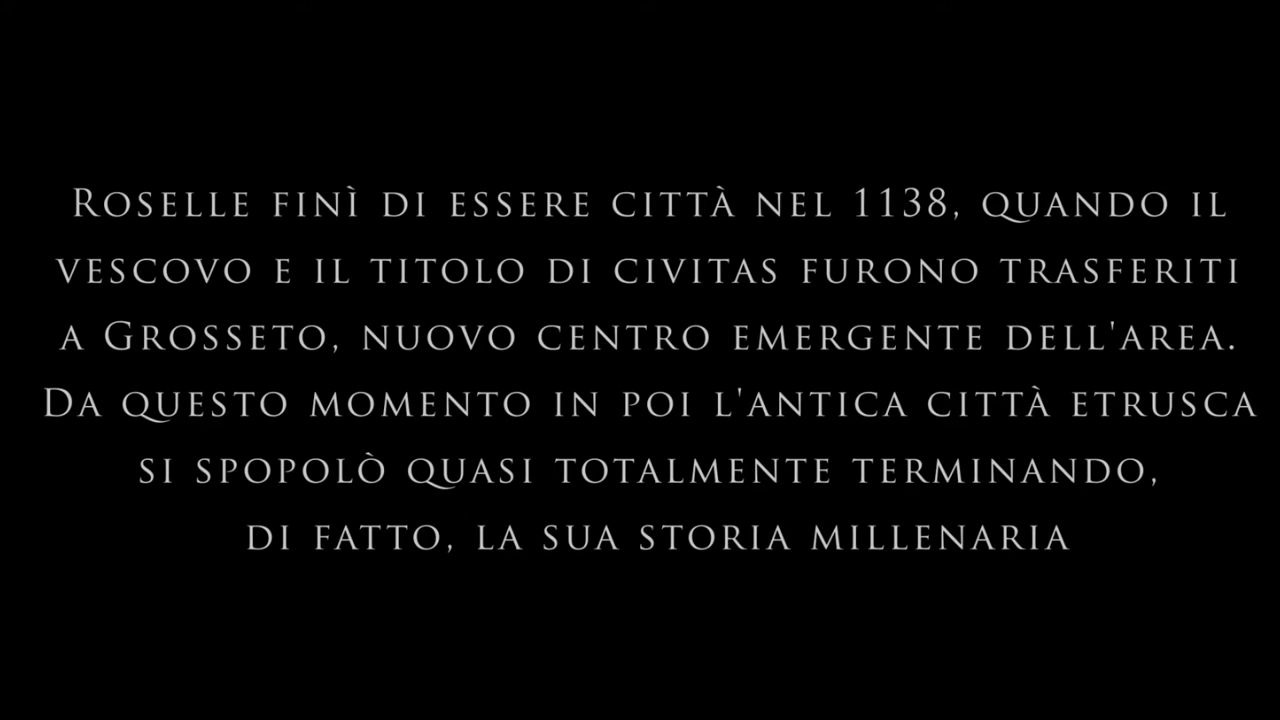 Roselle finì di essere città nel 1138, quando il
vescovo e il titolo di civitas furono trasferiti
a Grosseto, nuovo centro emergente dell'area.
Da questo momento in poi l'antica città etrusca
si spopolò quasi totalmente terminando,
di fatto, la sua storia millenaria